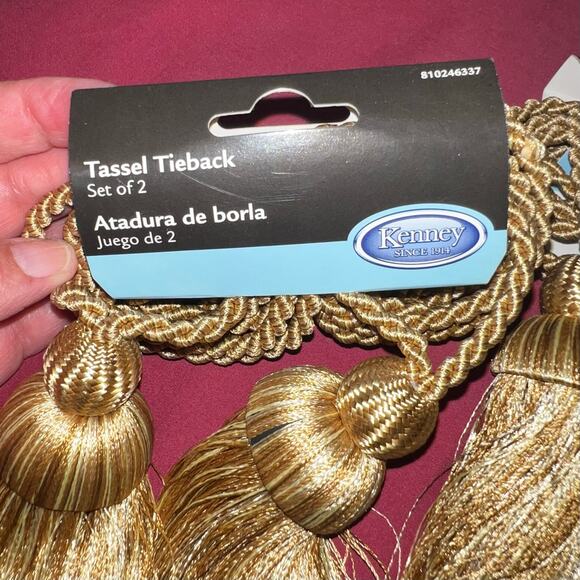 810246337
Tassel Tieback
Set of 2
Atadura de borla
Juego de 2
Kenney
SINCE 1914